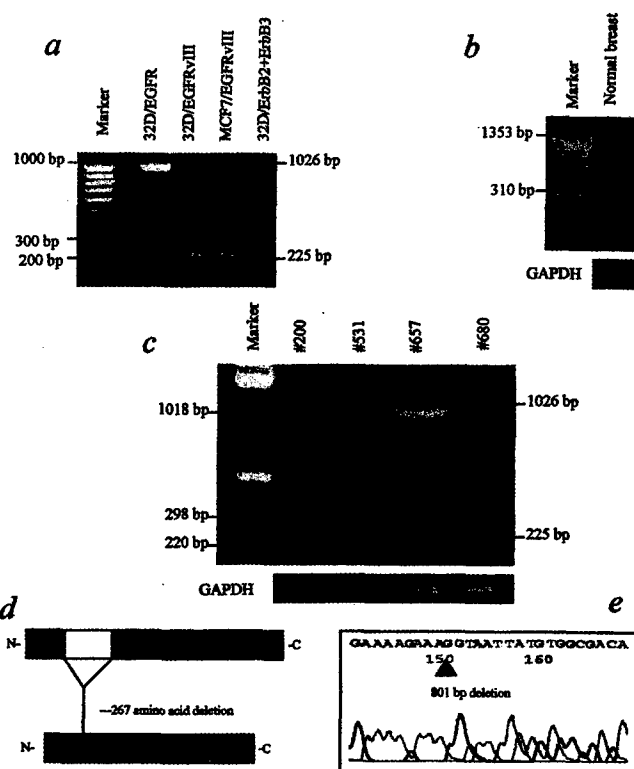 a
Marker
32D/EGFR
32D/EGFRvIII
MCF7/EGFRvIII
32D/ErbB2+ErbB3
1000 bp
300 bp
200 bp
1026 bp
225 bp
b
Marker
Normal breast
1353 bp
310 bp
GAPDH
c
Marker
#200
#531
#657
#680
1018 bp
298 bp
220 bp
1026 bp
225 bp
GAPDH
d
N-
-C
267 amino acid deletion
N-
-C
e
GAAAAGAAAGGTAATTATGTGGCGACA
150 160
801 bp deletion